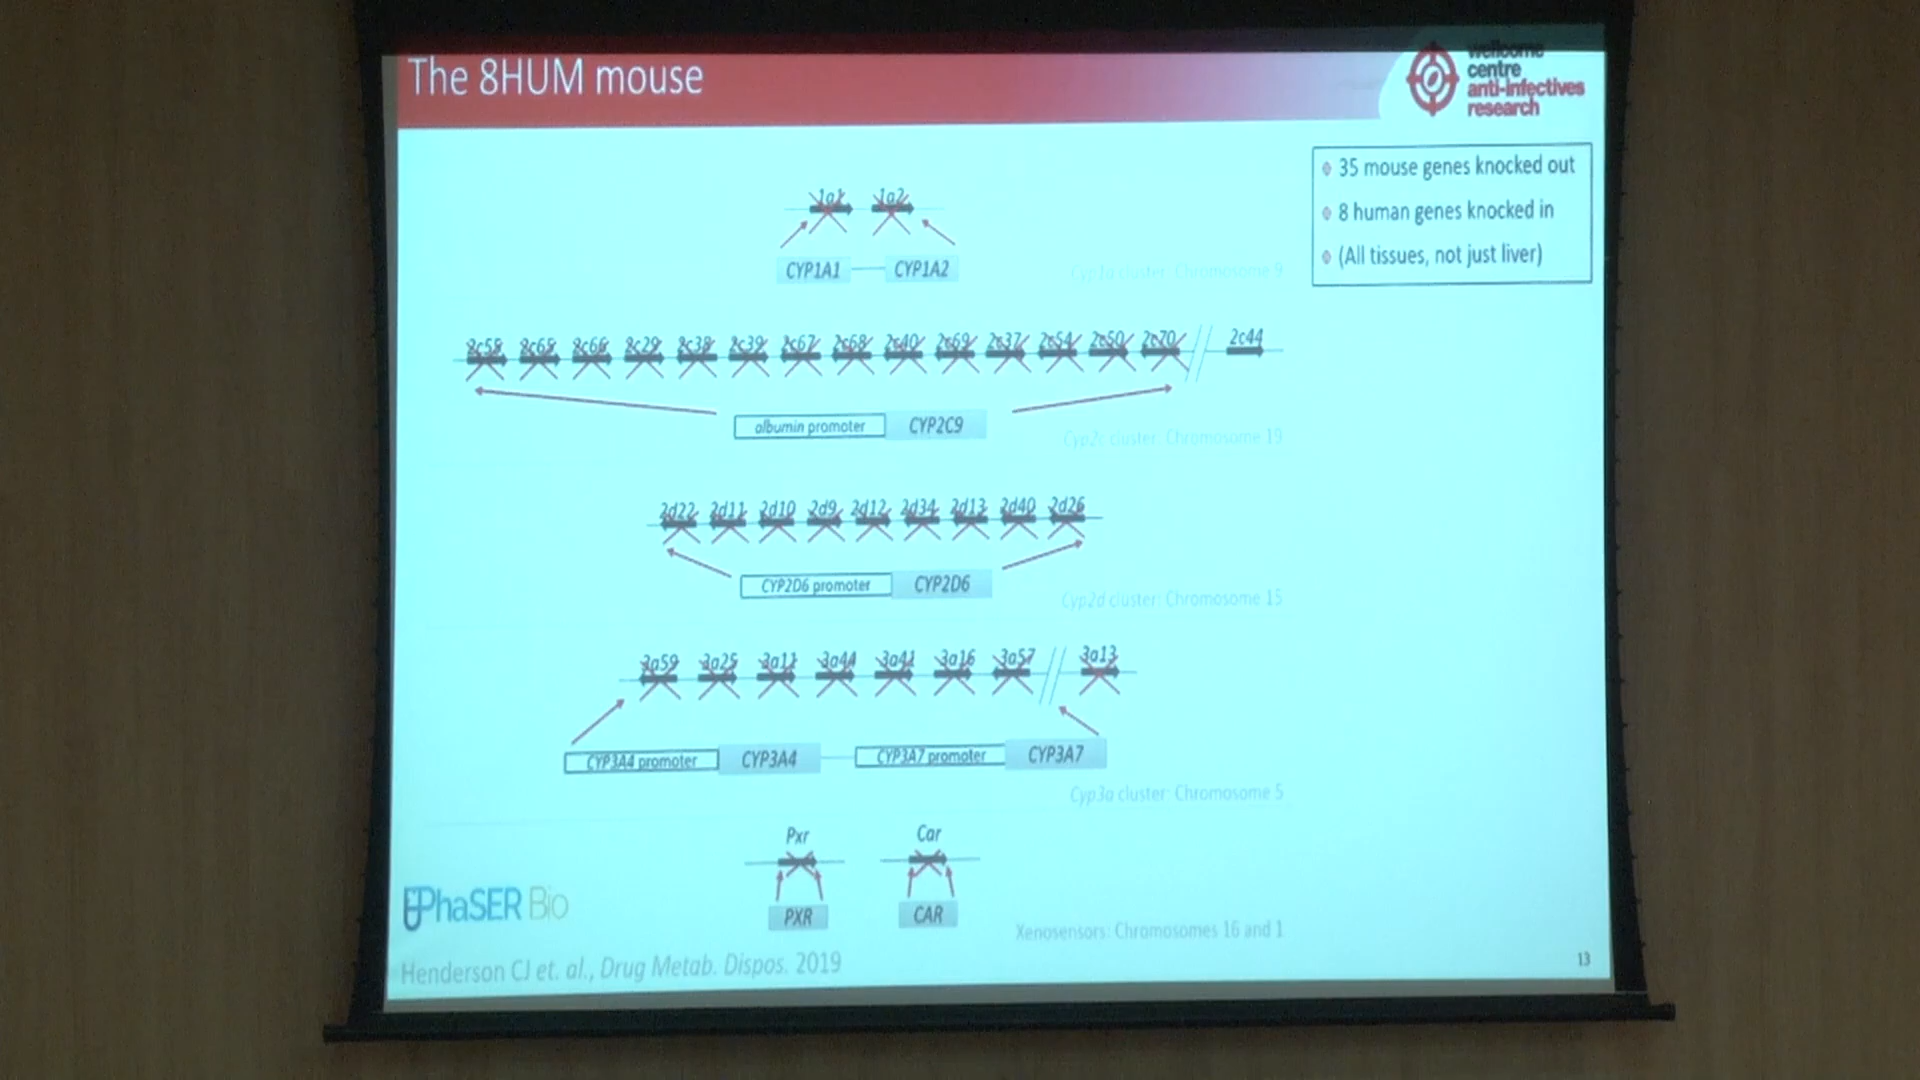 The 8HUM mouse
wellcome
centre
anti-infectives
research
35 mouse genes knocked out
8 human genes knocked in
(All tissues, not just liver)
1a1 1a2
CYP1A1 CYP1A2
Cyp1a cluster: Chromosome 9
2c55 2c65 2c66 2c29 2c38 2c39 2c67 2c68 2c40 2c69 2c37 2c54 2c50 2c70 2c44
albumin promoter CYP2C9
Cyp2c cluster: Chromosome 19
2d22 2d11 2d10 2d9 2d12 2d34 2d13 2d40 2d26
CYP2D6 promoter CYP2D6
Cyp2d cluster: Chromosome 15
3a59 3a25 3a11 3a44 3a41 3a16 3a57 3a13
CYP3A4 promoter CYP3A4 CYP3A7 promoter CYP3A7
Cyp3a cluster: Chromosome 5
Pxr Car
PXR CAR
PhaSER Bio
Xenosensors: Chromosomes 16 and 1
Henderson CJ et. al., Drug Metab. Dispos. 2019
13